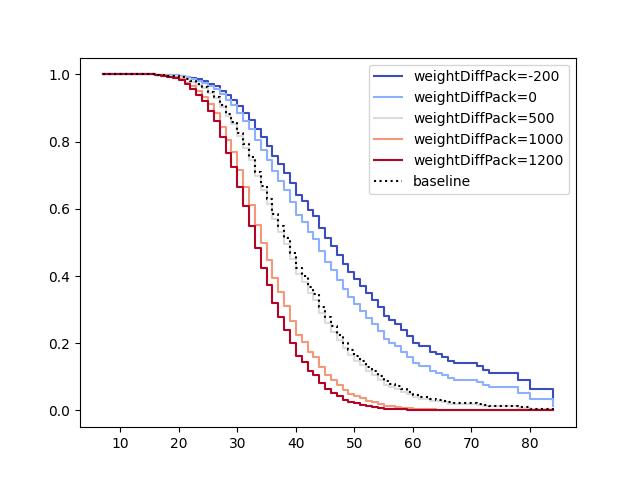 1.0
0.8
0.6
0.4
0.2
0.0
10 20 30 40 50 60 70 80
weightDiffPack=-200
weightDiffPack=0
weightDiffPack=500
weightDiffPack=1000
weightDiffPack=1200
baseline